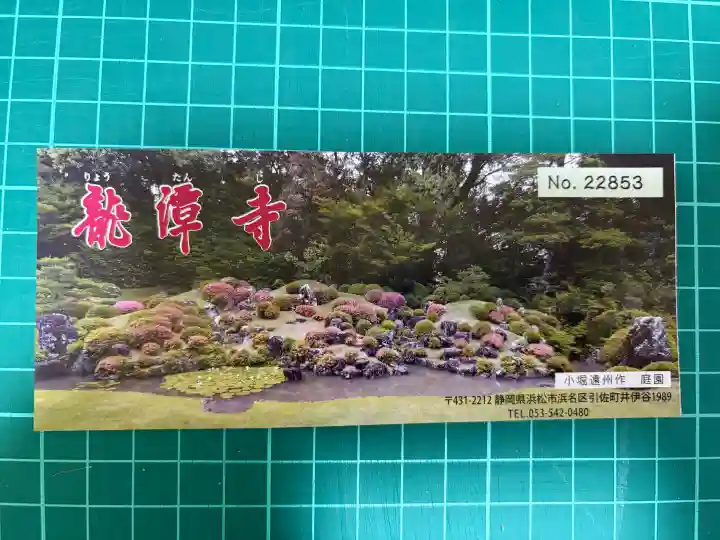 りょう たん じ
龍潭寺
No. 22853
小堀遠州作 庭園
〒431-2212 静岡県浜松市浜名区引佐町井伊谷1989
TEL.053-542-0480